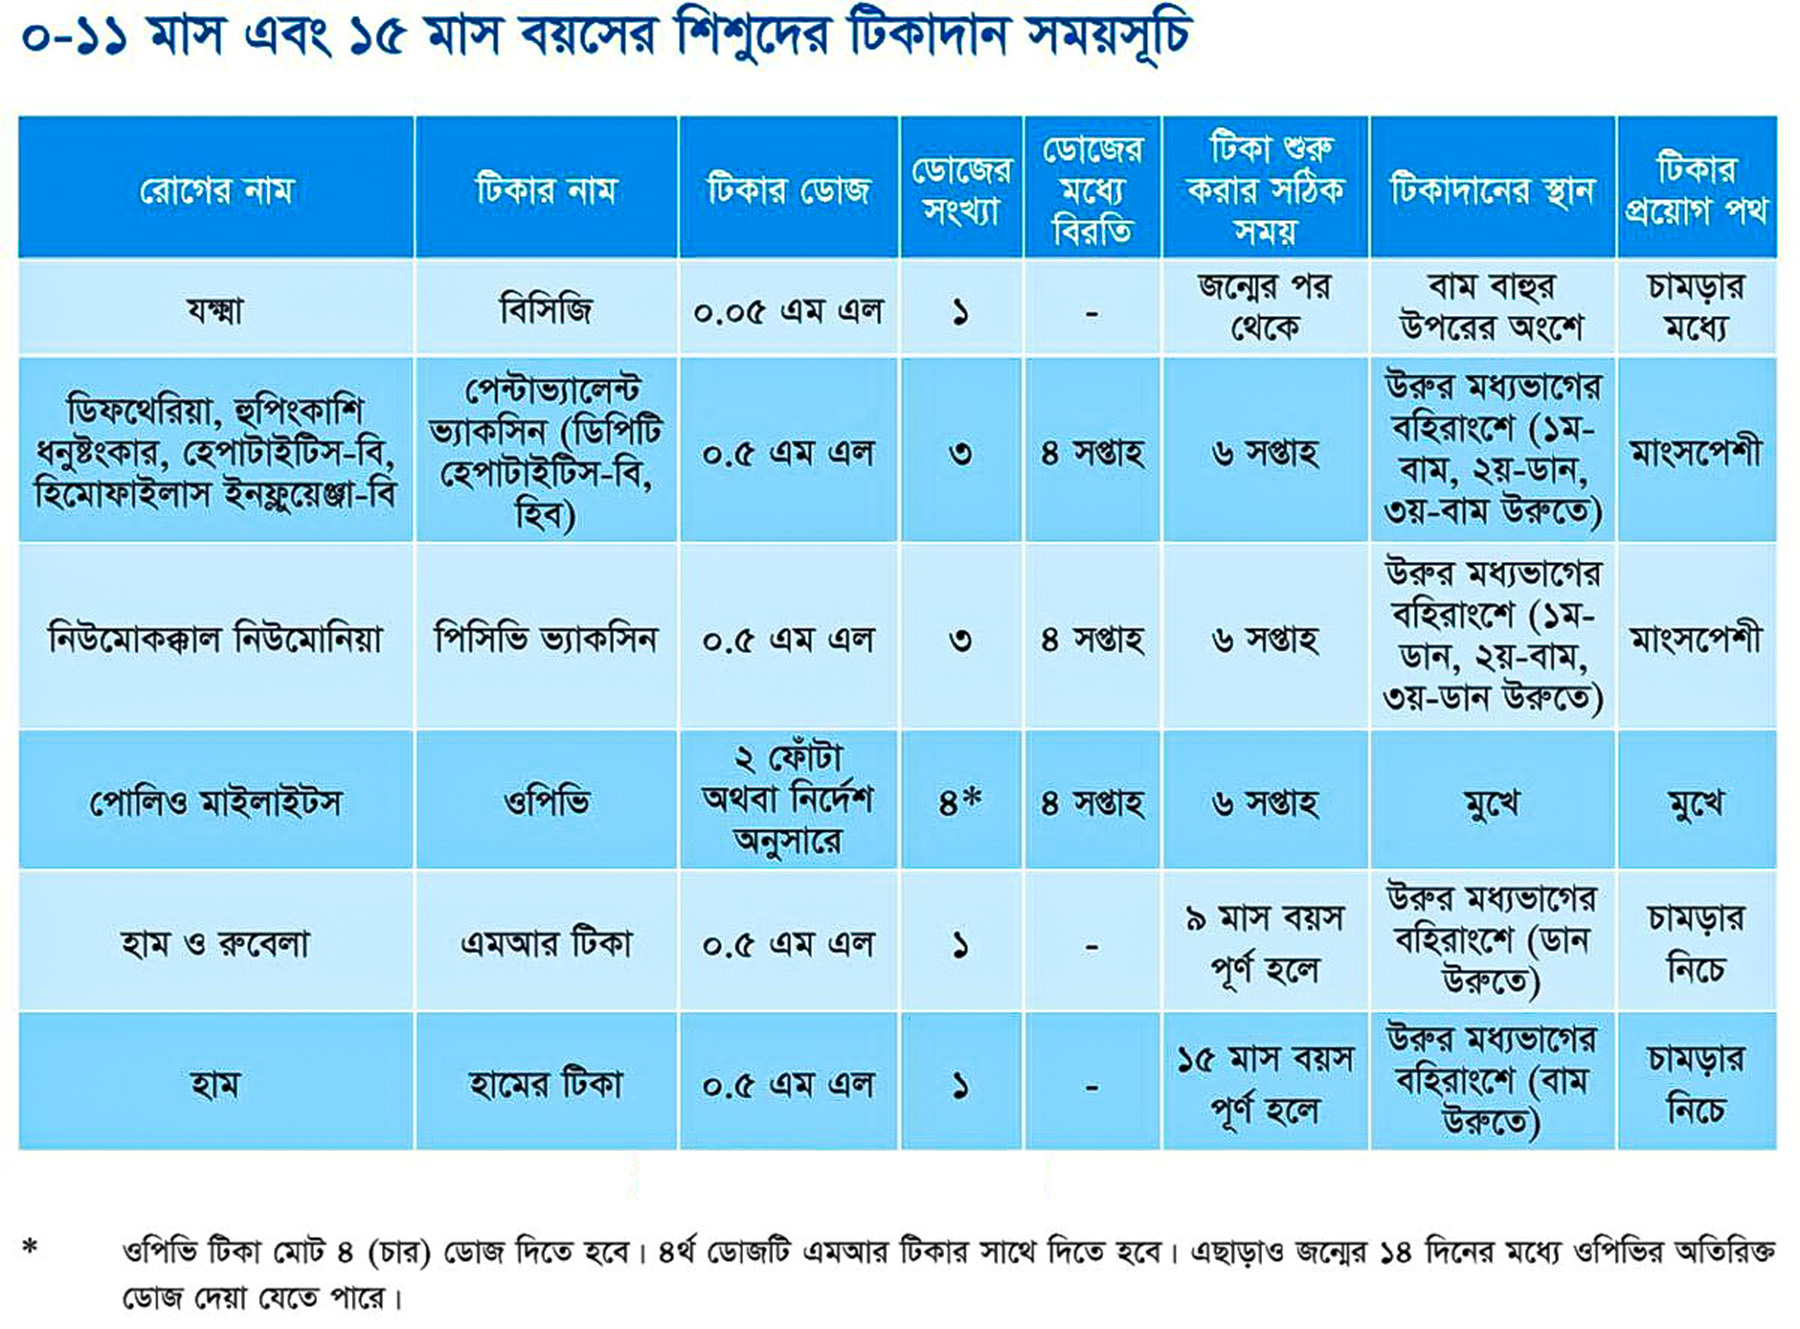 ০-১১ মাস এবং ১৫ মাস বয়সের শিশুদের টিকাদান সময়সূচি
রোগের নাম
টিকার নাম
টিকার ডোজ
ডোজের
সংখ্যা
ডোজের
মধ্যে
বিরতি
টিকা শুরু
করার সঠিক
সময়
টিকাদানের স্থান
টিকার
প্রয়োগ পথ
যক্ষ্মা
বিসিজি
০.০৫ এম এল
১
-
জন্মের পর
থেকে
বাম বাহুর
উপরের অংশে
চামড়ার
মধ্যে
ডিফথেরিয়া, হুপিংকাশি
ধনুষ্টংকার, হেপাটাইটিস-বি,
হিমোফাইলাস ইনফ্লুয়েঞ্জা-বি
পেন্টাভ্যালেন্ট
ভ্যাকসিন (ডিপিটি
হেপাটাইটিস-বি,
হিব)
০.৫ এম এল
৩
৪ সপ্তাহ
৬ সপ্তাহ
উরুর মধ্যভাগের
বহিরাংশে (১ম-
বাম, ২য়-ডান,
৩য়-বাম উরুতে)
মাংসপেশী
নিউমোকক্কাল নিউমোনিয়া
পিসিভি ভ্যাকসিন
০.৫ এম এল
৩
৪ সপ্তাহ
৬ সপ্তাহ
উরুর মধ্যভাগের
বহিরাংশে (১ম-
ডান, ২য়-বাম,
৩য়-ডান উরুতে)
মাংসপেশী
পোলিও মাইলাইটস
ওপিভি
২ ফোঁটা
অথবা নির্দেশ
অনুসারে
৪*
৪ সপ্তাহ
৬ সপ্তাহ
মুখে
মুখে
হাম ও রুবেলা
এমআর টিকা
০.৫ এম এল
১
-
৯ মাস বয়স
পূর্ণ হলে
উরুর মধ্যভাগের
বহিরাংশে (ডান
উরুতে)
চামড়ার
নিচে
হাম
হামের টিকা
০.৫ এম এল
১
-
১৫ মাস বয়স
পূর্ণ হলে
উরুর মধ্যভাগের
বহিরাংশে (বাম
উরুতে)
চামড়ার
নিচে
* ওপিভি টিকা মোট ৪ (চার) ডোজ দিতে হবে। ৪র্থ ডোজটি এমআর টিকার সাথে দিতে হবে। এছাড়াও জন্মের ১৪ দিনের মধ্যে ওপিভির অতিরিক্ত
ডোজ দেয়া যেতে পারে।